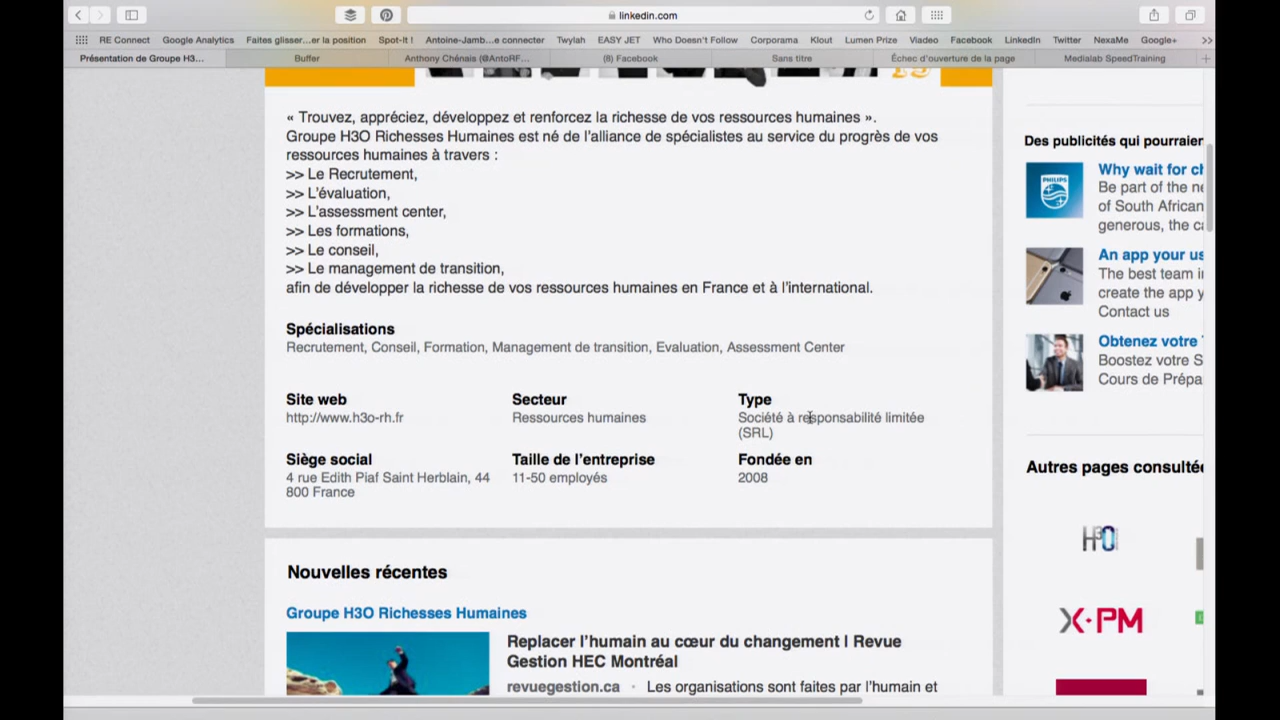 linkedin.com
RE Connect Google Analytics Faites glisser...er la position Spot-It ! Antoine-Jamb...e connecter Twylah EASY JET Who Doesn't Follow Corporama Klout Lumen Prize Viadeo Facebook LinkedIn Twitter NexaMe Google+ >>
Présentation de Groupe H3... Buffer Anthony Chénais (@AntoRF... (8) Facebook Sans titre Échec d'ouverture de la page Medialab SpeedTraining +
« Trouvez, appréciez, développez et renforcez la richesse de vos ressources humaines ».
Groupe H3O Richesses Humaines est né de l'alliance de spécialistes au service du progrès de vos
ressources humaines à travers :
>> Le Recrutement,
>> L'évaluation,
>> L'assessment center,
>> Les formations,
>> Le conseil,
>> Le management de transition,
afin de développer la richesse de vos ressources humaines en France et à l'international.
Spécialisations
Recrutement, Conseil, Formation, Management de transition, Evaluation, Assessment Center
Site web
http://www.h3o-rh.fr
Secteur
Ressources humaines
Type
Société à responsabilité limitée
(SRL)
Siège social
4 rue Edith Piaf Saint Herblain, 44
800 France
Taille de l'entreprise
11-50 employés
Fondée en
2008
Nouvelles récentes
Groupe H3O Richesses Humaines
Replacer l'humain au cœur du changement | Revue
Gestion HEC Montréal
revuegestion.ca · Les organisations sont faites par l'humain et
Des publicités qui pourraien
PHILIPS
Why wait for ch
Be part of the ne
of South African
generous, the ca
An app your us
The best team in
create the app y
Contact us
Obtenez votre
Boostez votre S
Cours de Prépa
Autres pages consultée
H3O
X-PM